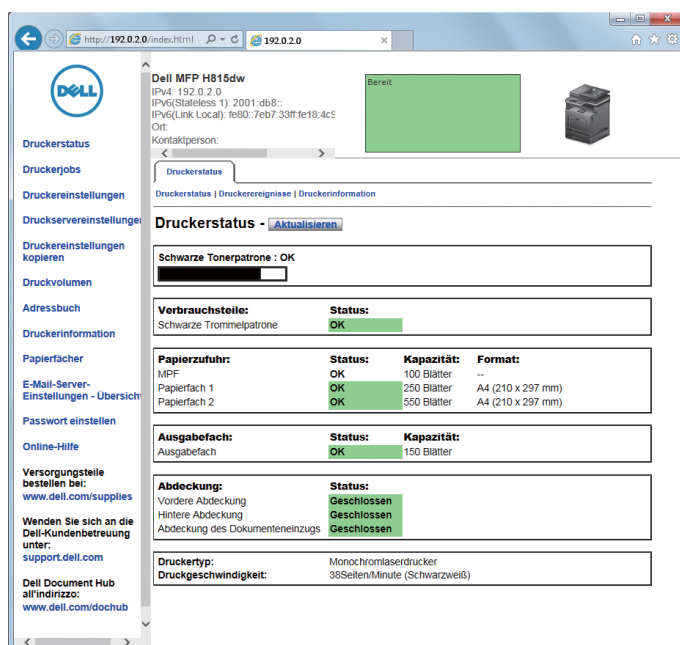 http://192.0.2.0/index.html
192.0.2.0
DELL
Druckerstatus
Druckerjobs
Druckereinstellungen
Druckservereinstellunge
Druckereinstellungen
kopieren
Druckvolumen
Adressbuch
Druckerinformation
Papierfächer
E-Mail-Server-
Einstellungen - Übersich
Passwort einstellen
Online-Hilfe
Versorgungsteile
bestellen bei:
www.dell.com/supplies
Wenden Sie sich an die
Dell-Kundenbetreuung
unter:
support.dell.com
Dell Document Hub
all'indirizzo:
www.dell.com/dochub
Dell MFP H815dw
IPv4: 192.0.2.0
IPv6(Stateless 1): 2001:db8::
IPv6(Link Local): fe80::7eb7:33ff:fe18:4c9
Ort:
Kontaktperson:
Bereit
Druckerstatus
Druckerstatus | Druckerereignisse | Druckerinformation
Druckerstatus - Aktualisieren
Schwarze Tonerpatrone : OK
Verbrauchsteile: Status:
Schwarze Trommelpatrone OK
Papierzufuhr: Status: Kapazität: Format:
MPF OK 100 Blätter --
Papierfach 1 OK 250 Blätter A4 (210 x 297 mm)
Papierfach 2 OK 550 Blätter A4 (210 x 297 mm)
Ausgabefach: Status: Kapazität:
Ausgabefach OK 150 Blätter
Abdeckung: Status:
Vordere Abdeckung Geschlossen
Hintere Abdeckung Geschlossen
Abdeckung des Dokumenteneinzugs Geschlossen
Druckertyp: Monochromlaserdrucker
Druckgeschwindigkeit: 38Seiten/Minute (Schwarzweiß)